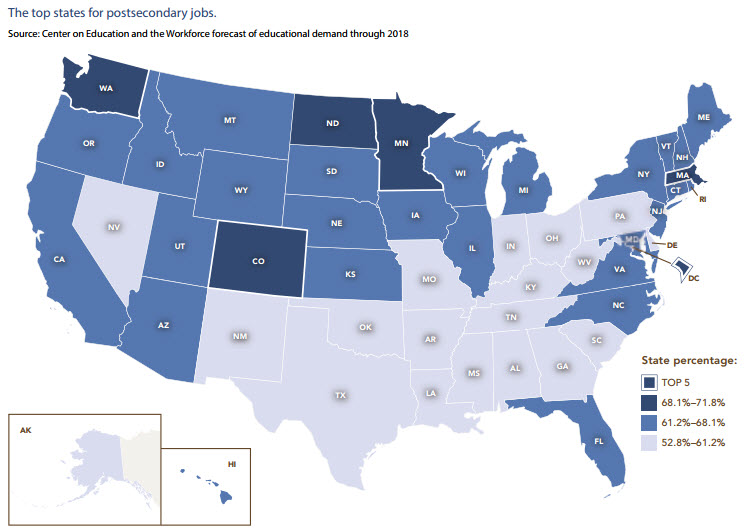 The top states for postsecondary jobs.
Source: Center on Education and the Workforce forecast of educational demand through 2018
WA
MT
ND
MN
ME
OR
ID
SD
WI
MI
VT
NH
NY
MA
CT
RI
WY
NE
IA
PA
NJ
NV
UT
CO
KS
IL
IN
OH
MD
DE
DC
CA
MO
WV
VA
KY
NC
AZ
NM
OK
AR
TN
SC
TX
LA
MS
AL
GA
FL
State percentage:
TOP 5
68.1%–71.8%
61.2%–68.1%
52.8%–61.2%
AK
HI